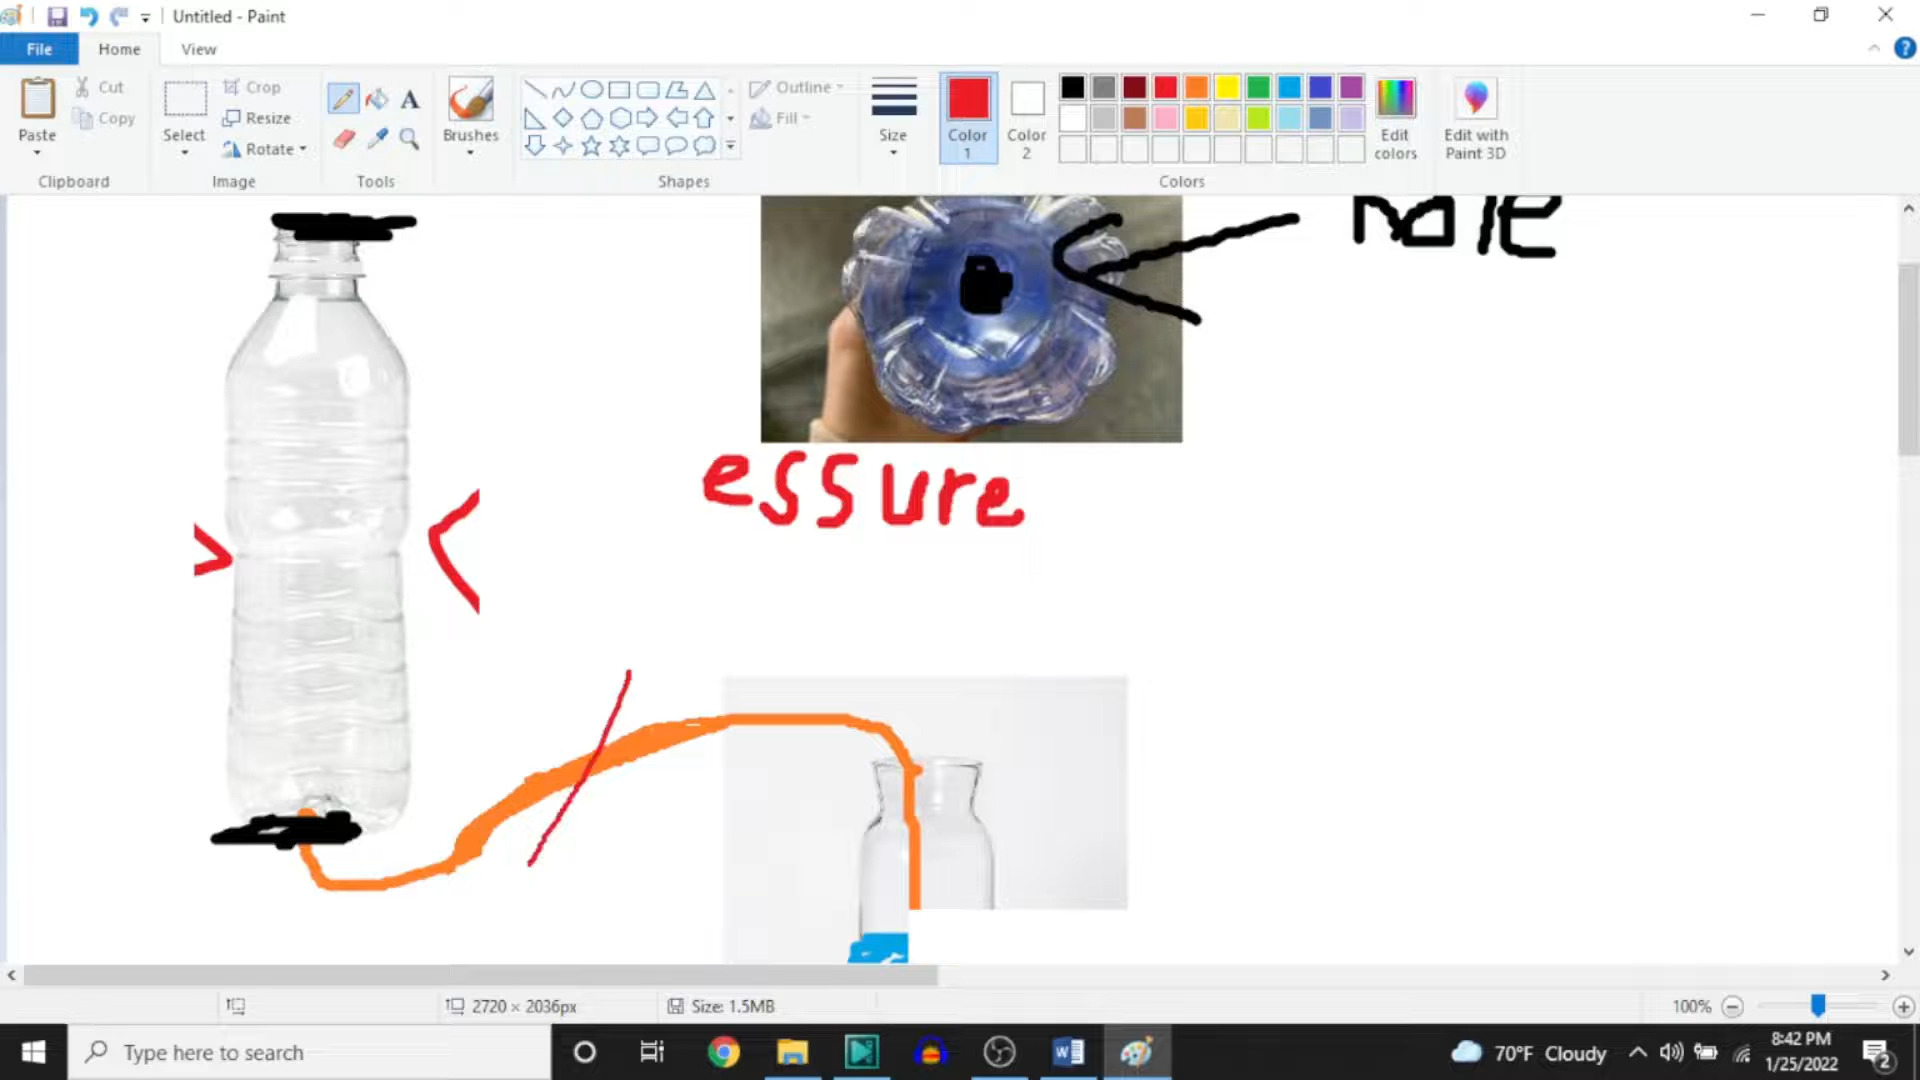 Untitled - Paint
File Home View
Paste
Cut
Copy
Clipboard
Select
Crop
Resize
Rotate
Image
Tools
Brushes
Shapes
Outline
Fill
Size
Color 1
Color 2
Edit colors
Colors
Edit with Paint 3D
hole
essure
2720 × 2036px
Size: 1.5MB
100%
Type here to search
70°F Cloudy
8:42 PM
1/25/2022
2